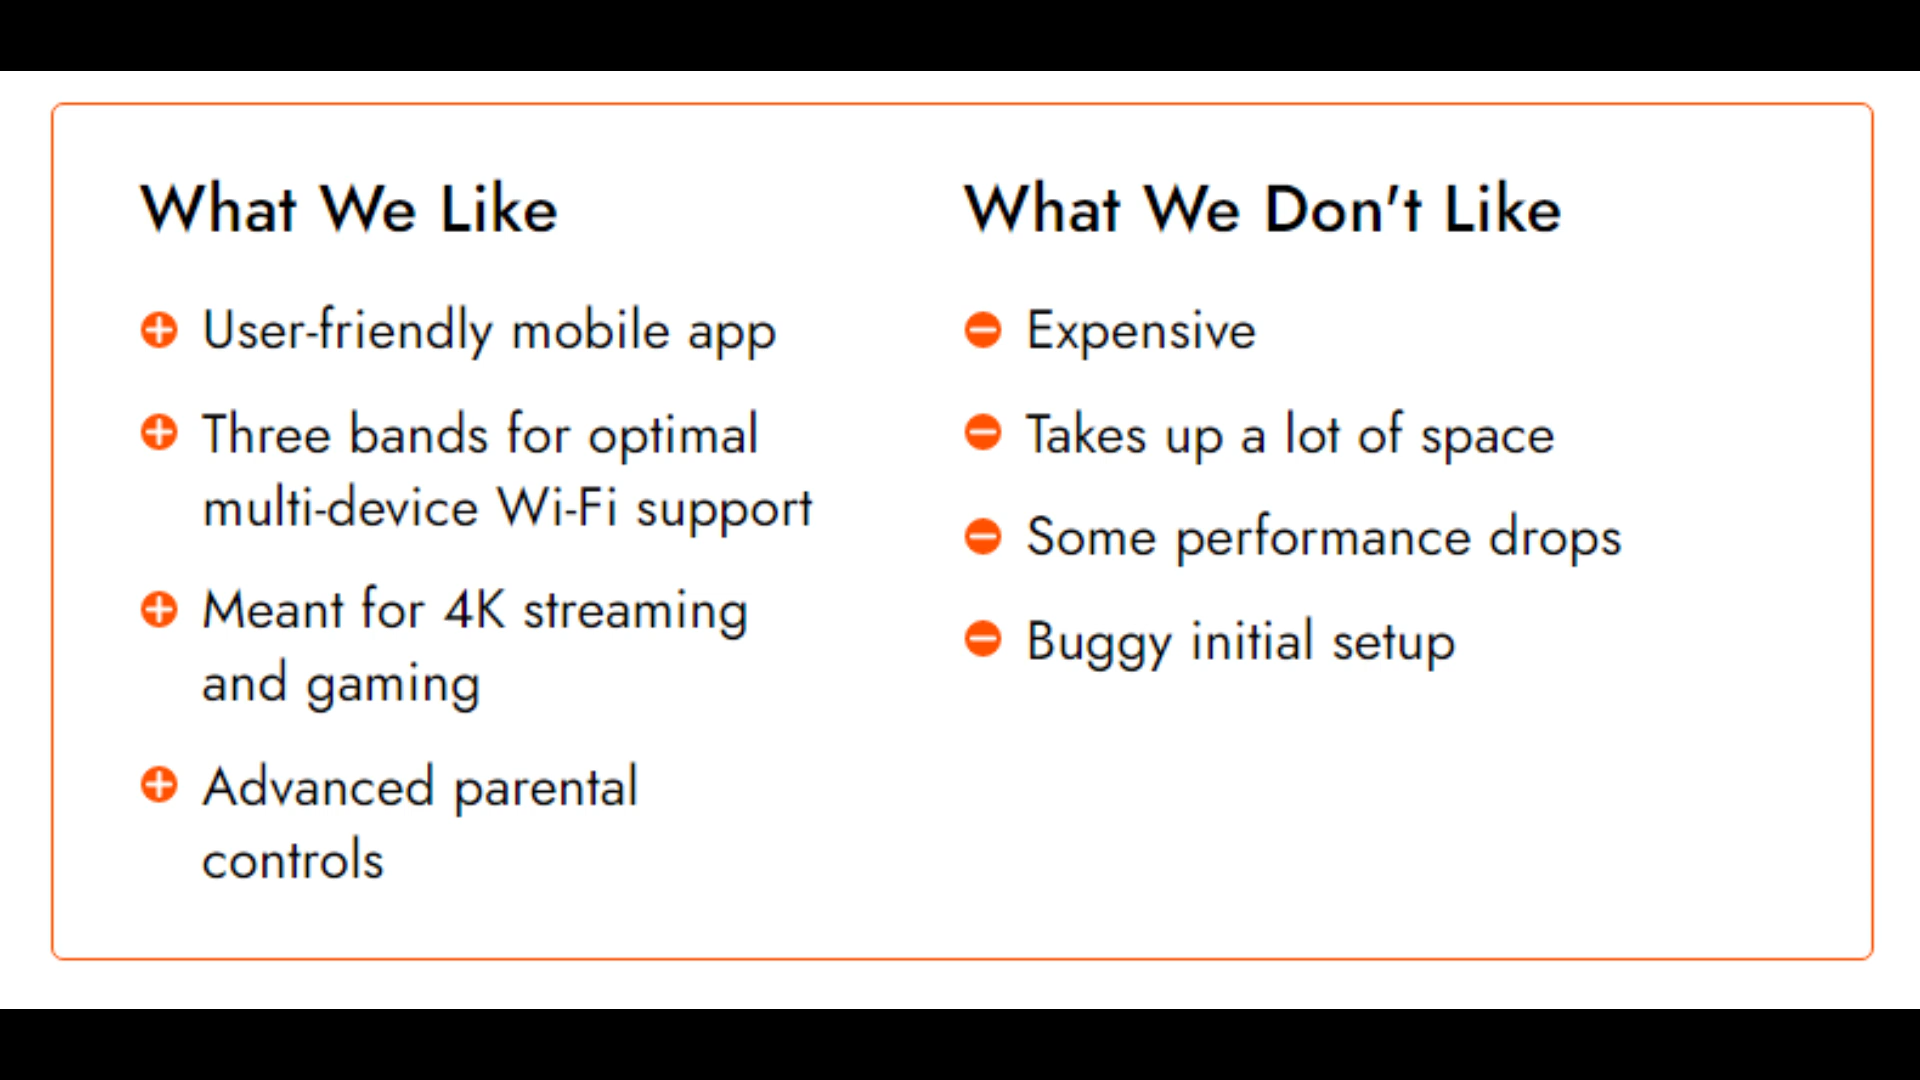 What We Like
User-friendly mobile app
Three bands for optimal
multi-device Wi-Fi support
Meant for 4K streaming
and gaming
Advanced parental
controls
What We Don't Like
Expensive
Takes up a lot of space
Some performance drops
Buggy initial setup